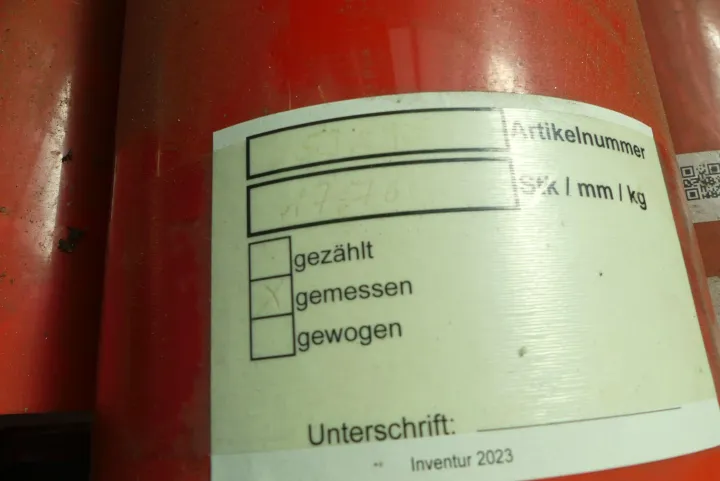 Artikelnummer
Stk / mm / kg
gezählt
X gemessen
gewogen
Unterschrift:
Inventur 2023